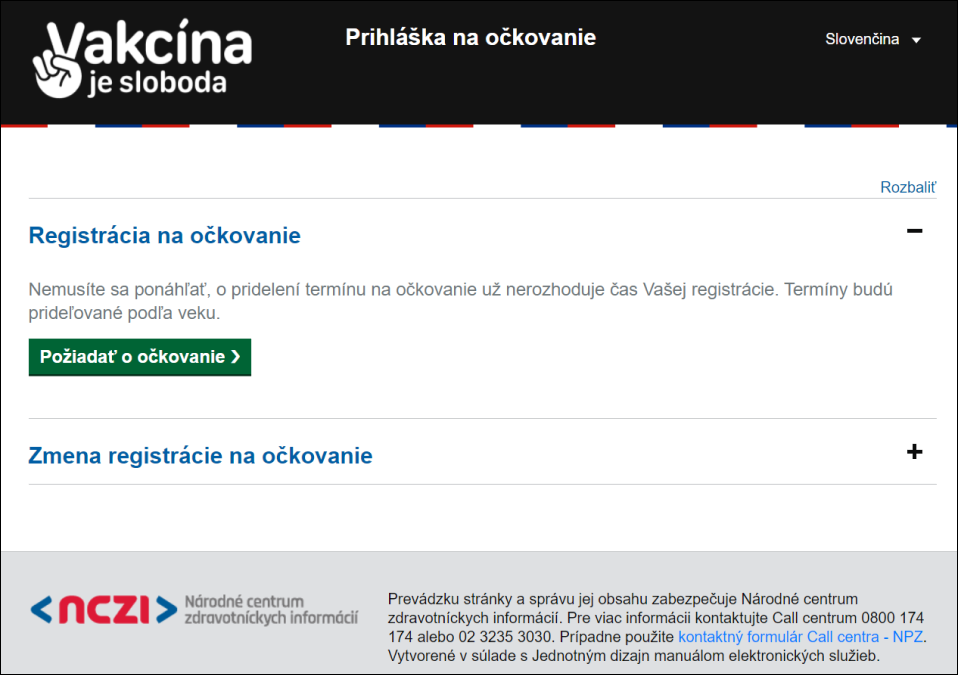 Vakcína
je sloboda
Prihláška na očkovanie
Slovenčina
Rozbaliť
Registrácia na očkovanie
Nemusíte sa ponáhľať, o pridelení termínu na očkovanie už nerozhoduje čas Vašej registrácie. Termíny budú
prideľované podľa veku.
Požiadať o očkovanie ❯
Zmena registrácie na očkovanie
<nczi> Národné centrum
zdravotníckych informácií
Prevádzku stránky a správu jej obsahu zabezpečuje Národné centrum
zdravotníckych informácií. Pre viac informácii kontaktujte Call centrum 0800 174
174 alebo 02 3235 3030. Prípadne použite kontaktný formulár Call centra - NPZ.
Vytvorené v súlade s Jednotným dizajn manuálom elektronických služieb.